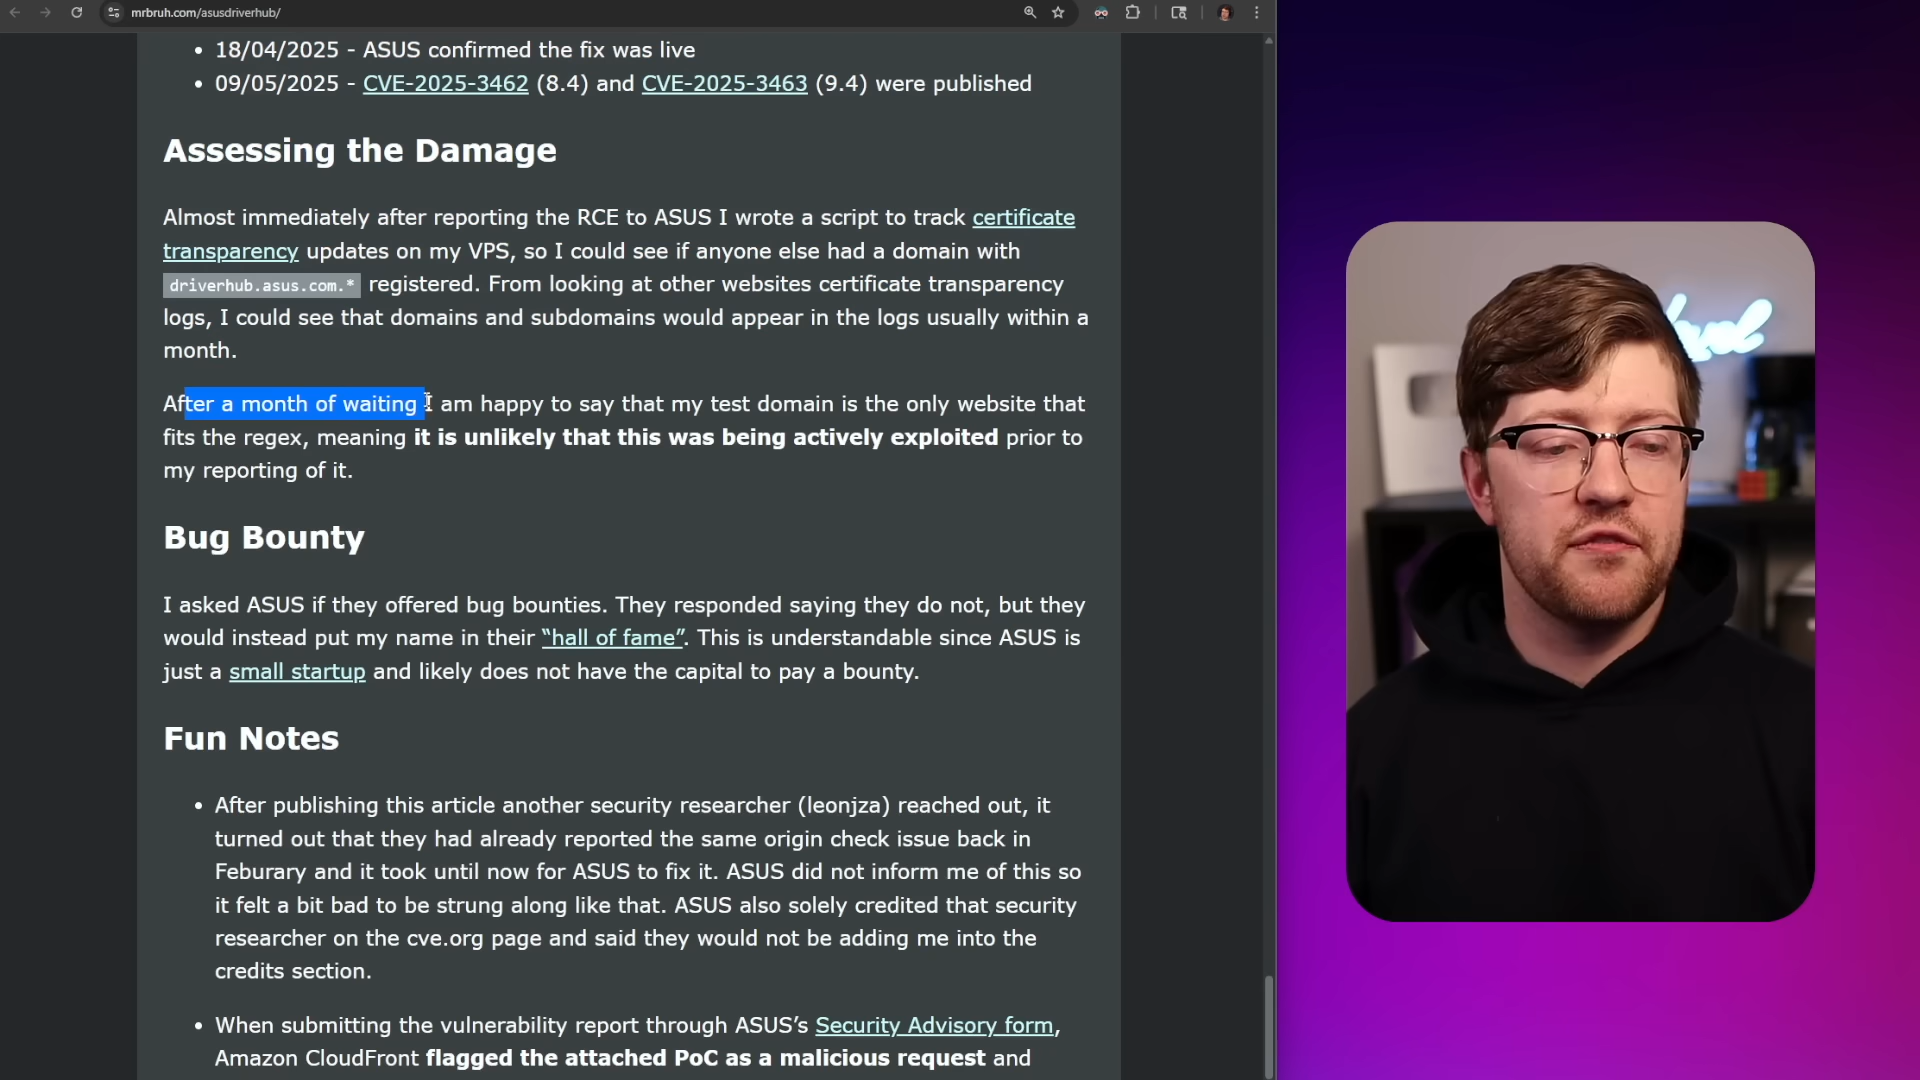 mrbruh.com/asusdriverhub/
• 18/04/2025 - ASUS confirmed the fix was live
• 09/05/2025 - CVE-2025-3462 (8.4) and CVE-2025-3463 (9.4) were published
Assessing the Damage
Almost immediately after reporting the RCE to ASUS I wrote a script to track certificate
transparency updates on my VPS, so I could see if anyone else had a domain with
driverhub.asus.com.* registered. From looking at other websites certificate transparency
logs, I could see that domains and subdomains would appear in the logs usually within a
month.
After a month of waiting I am happy to say that my test domain is the only website that
fits the regex, meaning it is unlikely that this was being actively exploited prior to
my reporting of it.
Bug Bounty
I asked ASUS if they offered bug bounties. They responded saying they do not, but they
would instead put my name in their “hall of fame”. This is understandable since ASUS is
just a small startup and likely does not have the capital to pay a bounty.
Fun Notes
• After publishing this article another security researcher (leonjza) reached out, it
turned out that they had already reported the same origin check issue back in
Feburary and it took until now for ASUS to fix it. ASUS did not inform me of this so
it felt a bit bad to be strung along like that. ASUS also solely credited that security
researcher on the cve.org page and said they would not be adding me into the
credits section.
• When submitting the vulnerability report through ASUS’s Security Advisory form,
Amazon CloudFront flagged the attached PoC as a malicious request and